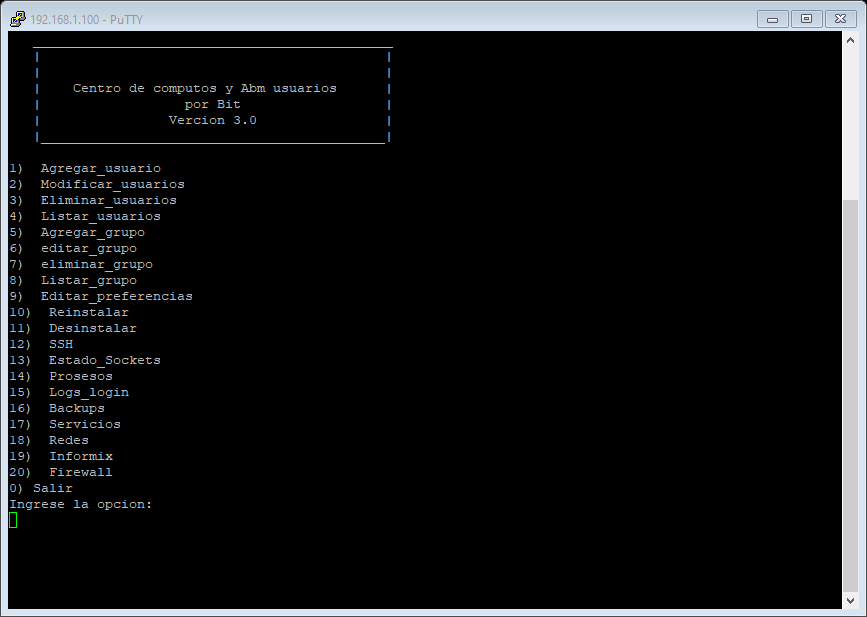 192.168.1.100 - PuTTY
Centro de computos y Abm usuarios
por Bit
Vercion 3.0
1)  Agregar_usuario
2)  Modificar_usuarios
3)  Eliminar_usuarios
4)  Listar_usuarios
5)  Agregar_grupo
6)  editar_grupo
7)  eliminar_grupo
8)  Listar_grupo
9)  Editar_preferencias
10)  Reinstalar
11)  Desinstalar
12)  SSH
13)  Estado_Sockets
14)  Prosesos
15)  Logs_login
16)  Backups
17)  Servicios
18)  Redes
19)  Informix
20)  Firewall
0) Salir
Ingrese la opcion: